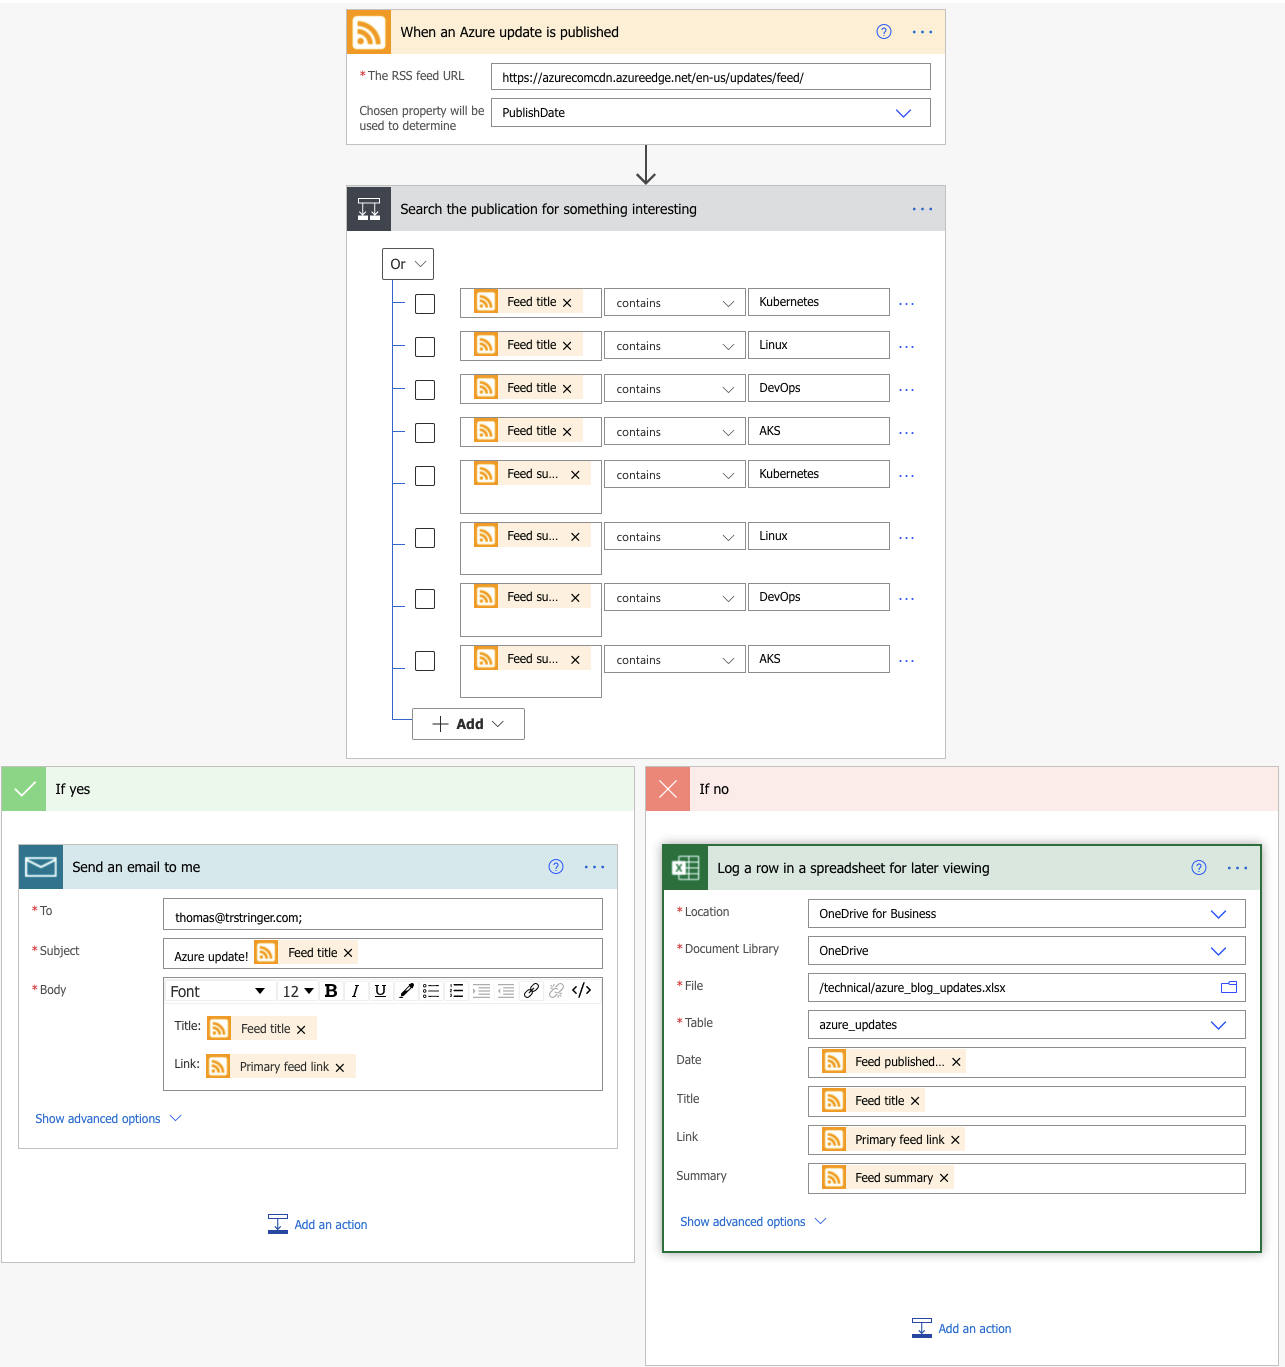 When an Azure update is published
* The RSS feed URL
https://azurecomcdn.azureedge.net/en-us/updates/feed/
Chosen property will be
used to determine
PublishDate
Search the publication for something interesting
Or
Feed title × contains Kubernetes
Feed title × contains Linux
Feed title × contains DevOps
Feed title × contains AKS
Feed su... × contains Kubernetes
Feed su... × contains Linux
Feed su... × contains DevOps
Feed su... × contains AKS
+ Add
If yes
Send an email to me
* To
thomas@trstringer.com;
* Subject
Azure update! Feed title ×
* Body
Font 12 B I U </>
Title: Feed title ×
Link: Primary feed link ×
Show advanced options
Add an action
If no
Log a row in a spreadsheet for later viewing
* Location
OneDrive for Business
* Document Library
OneDrive
* File
/technical/azure_blog_updates.xlsx
* Table
azure_updates
Date
Feed published... ×
Title
Feed title ×
Link
Primary feed link ×
Summary
Feed summary ×
Show advanced options
Add an action